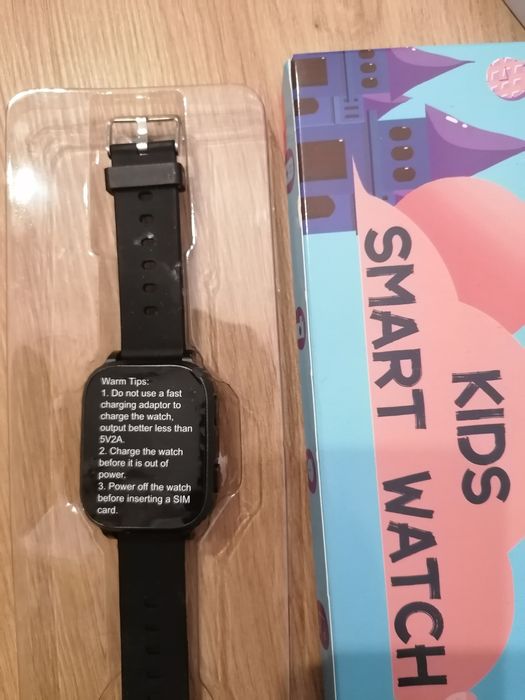 Warm Tips:
1. Do not use a fast
charging adaptor to
charge the watch,
output better less than
5V2A.
2. Charge the watch
before it is out of
power.
3. Power off the watch
before inserting a SIM
card.
KIDS
SMART WATCH